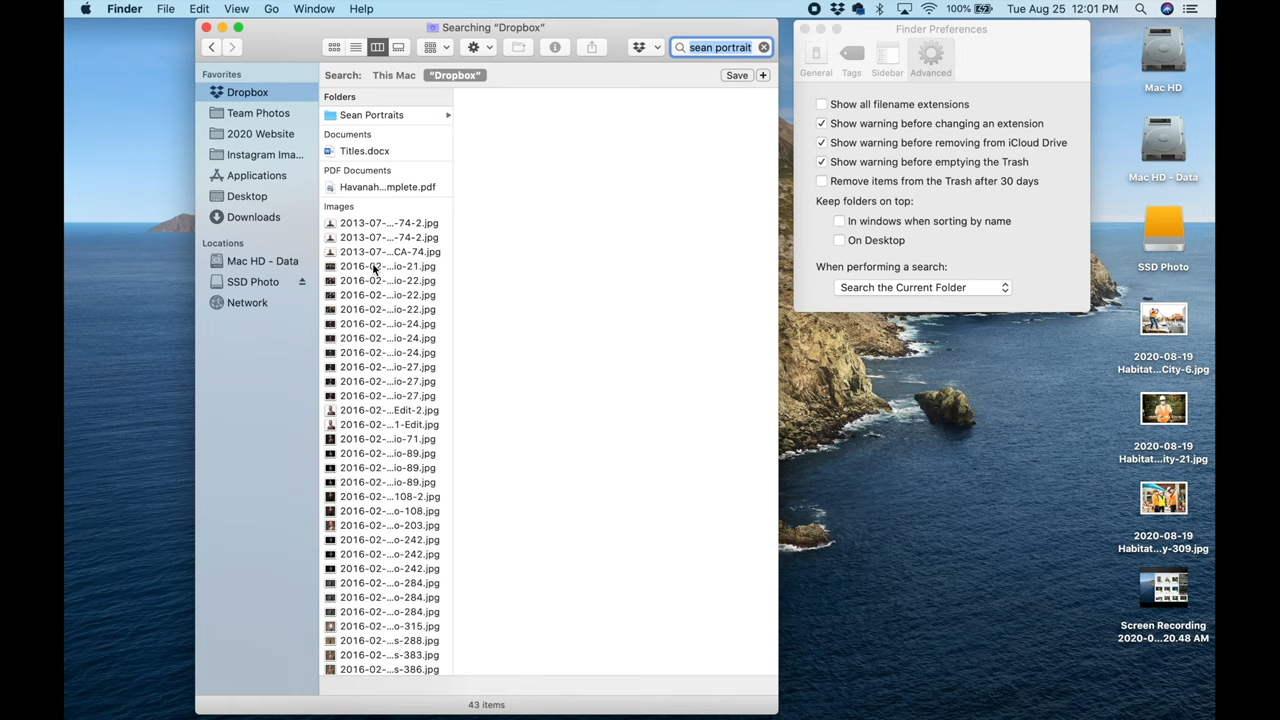 Finder File Edit View Go Window Help
100% Tue Aug 25 12:01 PM
Searching “Dropbox”
sean portrait
Search: This Mac “Dropbox” Save +
Favorites
Dropbox
Team Photos
2020 Website
Instagram Ima...
Applications
Desktop
Downloads
Locations
Mac HD - Data
SSD Photo
Network
Folders
Sean Portraits
Documents
Titles.docx
PDF Documents
Havanah...mplete.pdf
Images
2013-07-...-74-2.jpg
2013-07-...-74-2.jpg
2013-07-...CA-74.jpg
2016-02-...io-21.jpg
2016-02-...io-22.jpg
2016-02-...io-22.jpg
2016-02-...io-22.jpg
2016-02-...io-24.jpg
2016-02-...io-24.jpg
2016-02-...io-24.jpg
2016-02-...io-27.jpg
2016-02-...io-27.jpg
2016-02-...io-27.jpg
2016-02-...Edit-2.jpg
2016-02-...1-Edit.jpg
2016-02-...io-71.jpg
2016-02-...io-89.jpg
2016-02-...io-89.jpg
2016-02-...io-89.jpg
2016-02-...108-2.jpg
2016-02-...o-108.jpg
2016-02-...o-203.jpg
2016-02-...o-242.jpg
2016-02-...o-242.jpg
2016-02-...o-242.jpg
2016-02-...o-284.jpg
2016-02-...o-284.jpg
2016-02-...o-284.jpg
2016-02-...o-315.jpg
2016-02-...s-288.jpg
2016-02-...s-383.jpg
2016-02-...s-386.jpg
43 items
Finder Preferences
General Tags Sidebar Advanced
Show all filename extensions
Show warning before changing an extension
Show warning before removing from iCloud Drive
Show warning before emptying the Trash
Remove items from the Trash after 30 days
Keep folders on top:
In windows when sorting by name
On Desktop
When performing a search:
Search the Current Folder
Mac HD
Mac HD - Data
SSD Photo
2020-08-19
Habitat...City-6.jpg
2020-08-19
Habitat...ity-21.jpg
2020-08-19
Habitat...y-309.jpg
Screen Recording
2020-0...20.48 AM